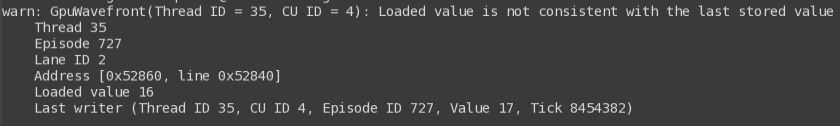 warn: GpuWavefront(Thread ID = 35, CU ID = 4): Loaded value is not consistent with the last stored value
Thread 35
Episode 727
Lane ID 2
Address [0x52860, line 0x52840]
Loaded value 16
Last writer (Thread ID 35, CU ID 4, Episode ID 727, Value 17, Tick 8454382)